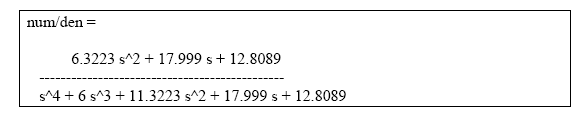 num/den =
6.3223 s^2 + 17.999 s + 12.8089
----------------------------------------------
s^4 + 6 s^3 + 11.3223 s^2 + 17.999 s + 12.8089